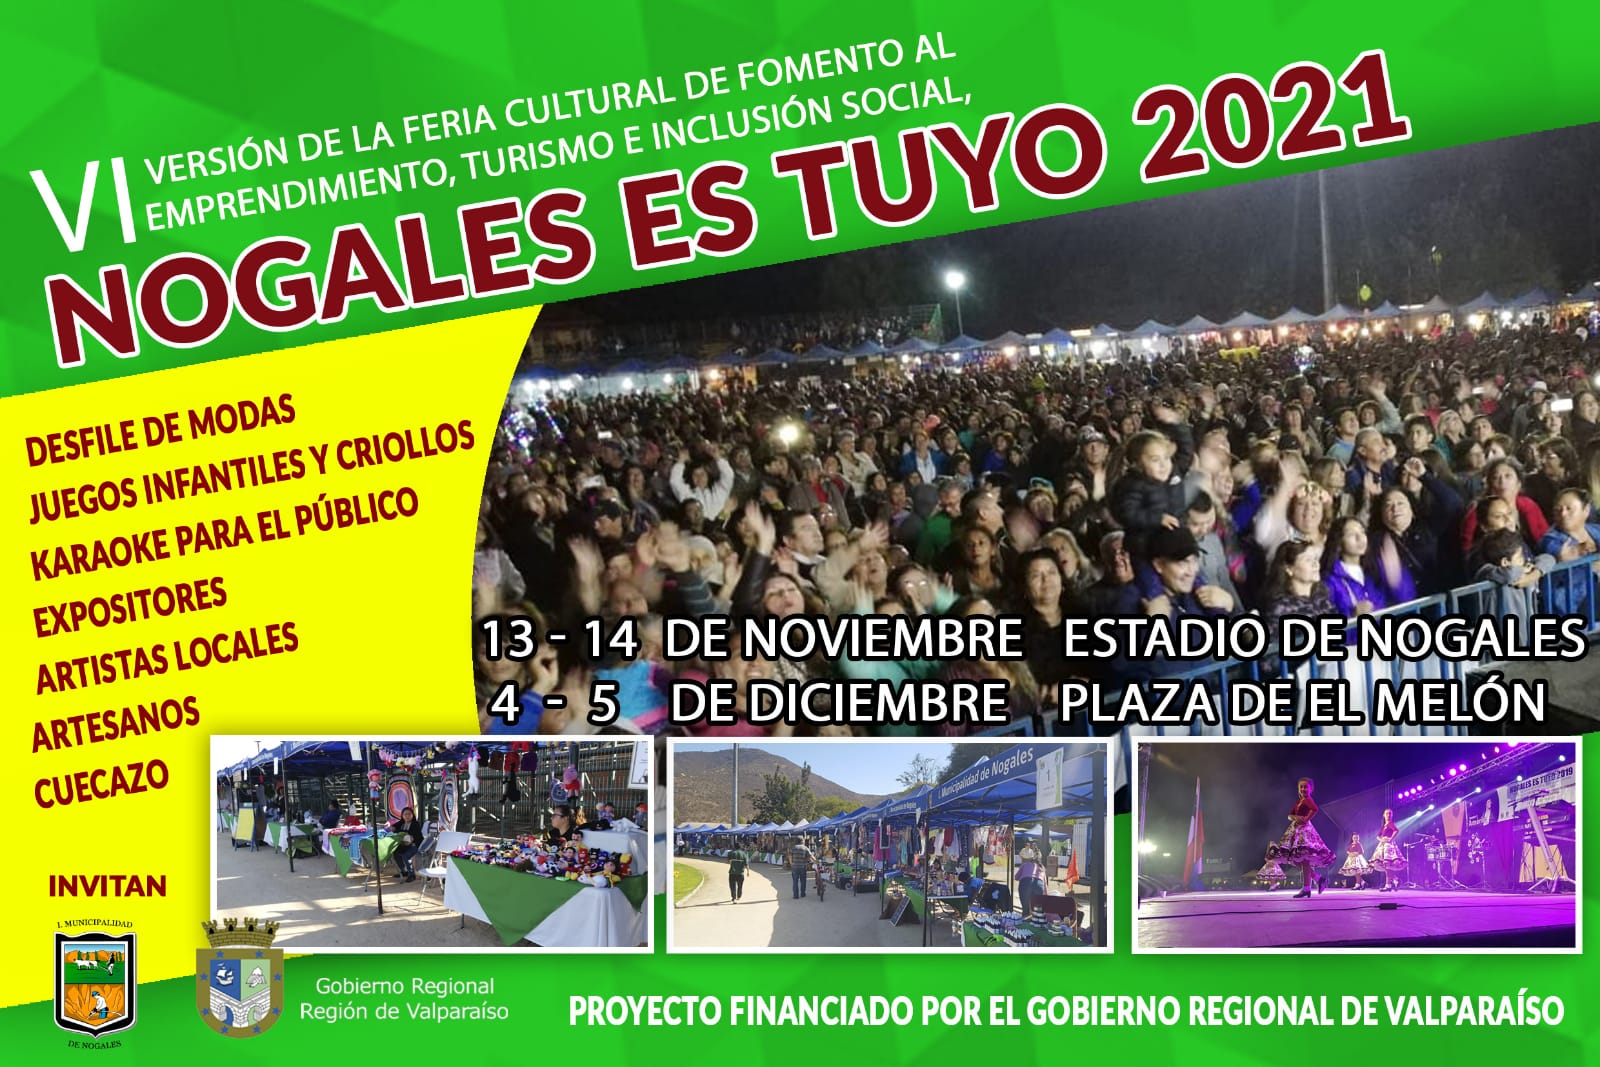 VI
VERSIÓN DE LA FERIA CULTURAL DE FOMENTO AL
EMPRENDIMIENTO, TURISMO E INCLUSIÓN SOCIAL,
NOGALES ES TUYO 2021
DESFILE DE MODAS
JUEGOS INFANTILES Y CRIOLLOS
KARAOKE PARA EL PÚBLICO
EXPOSITORES
ARTISTAS LOCALES
ARTESANOS
CUECAZO
13 - 14 DE NOVIEMBRE ESTADIO DE NOGALES
4 - 5 DE DICIEMBRE PLAZA DE EL MELÓN
I. Municipalidad de Nogales
1
NOGALES ES TUYO 2019
INVITAN
I. MUNICIPALIDAD
DE NOGALES
Gobierno Regional
Región de Valparaíso
PROYECTO FINANCIADO POR EL GOBIERNO REGIONAL DE VALPARAÍSO